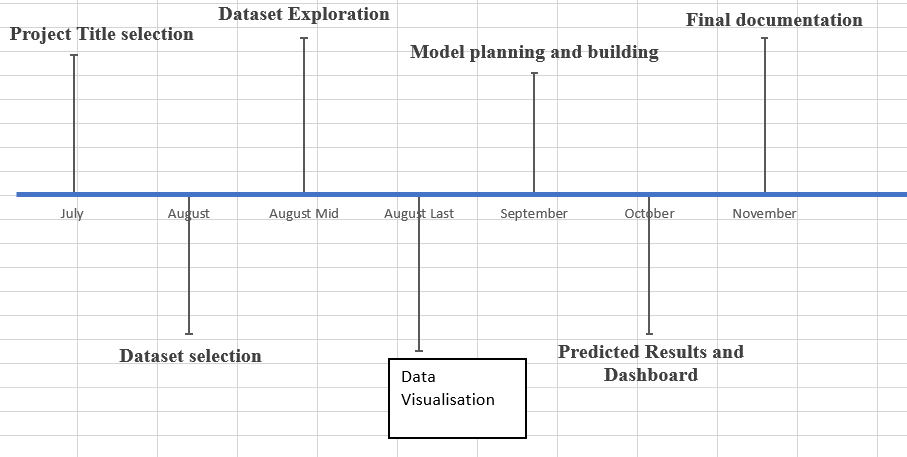 Dataset Exploration
Project Title selection
Final documentation
Model planning and building
July
August
August Mid
August Last
September
October
November
Dataset selection
Predicted Results and
Dashboard
Data
Visualisation